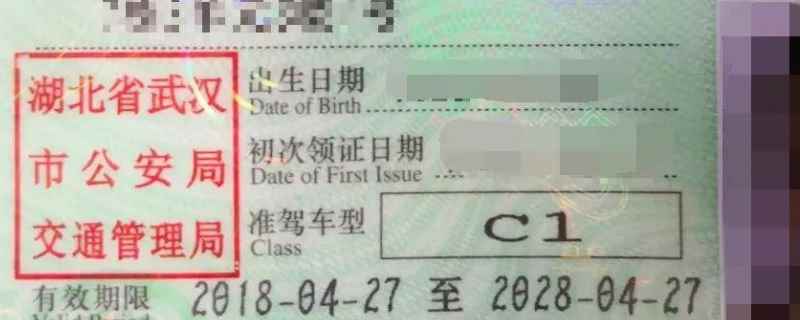 号
湖北省武汉
市公安局
交通管理局
出生日期
Date of Birth
初次领证日期
Date of First Issue
准驾车型
Class
C1
有效期限
2018-04-27 至 2028-04-27